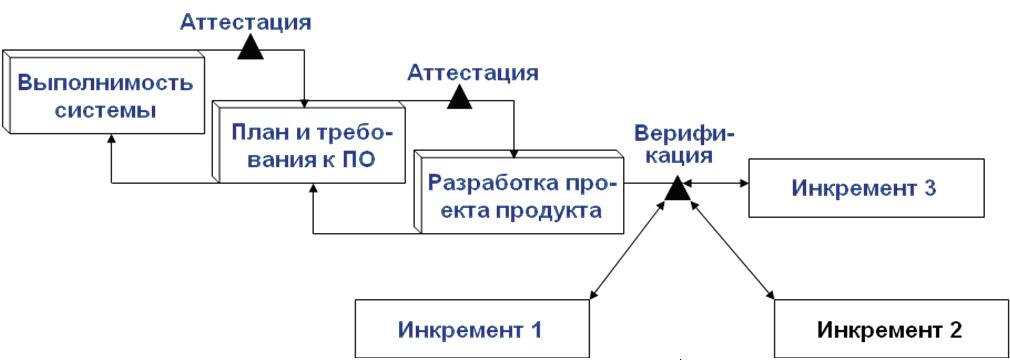 Аттестация
Выполнимость
системы
Аттестация
План и требо-
вания к ПО
Верифи-
кация
Разработка про-
екта продукта
Инкремент 3
Инкремент 1
Инкремент 2